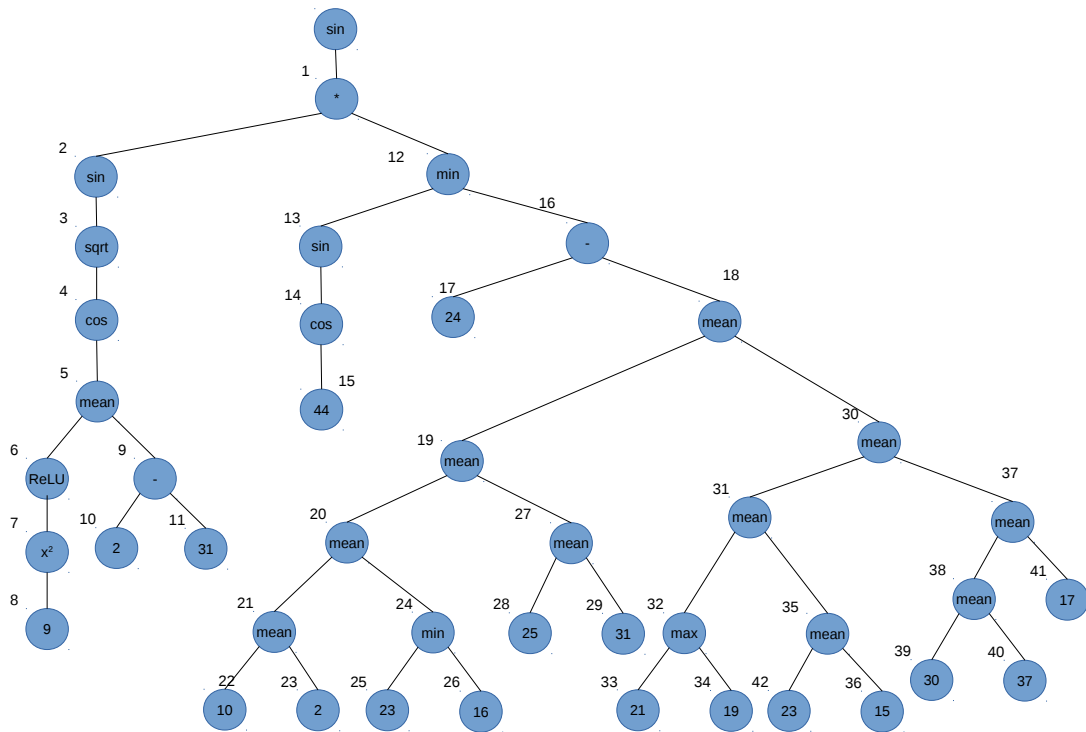 sin
1
*
2
sin
12
min
3
sqrt
13
sin
16
-
4
cos
14
cos
17
24
18
mean
5
mean
15
44
6
ReLU
9
-
19
mean
30
mean
7
x²
10
2
11
31
20
mean
27
mean
31
mean
37
mean
8
9
21
mean
24
min
28
25
29
31
32
max
35
mean
38
mean
41
17
22
10
23
2
25
23
26
16
33
21
34
19
42
23
36
15
39
30
40
37